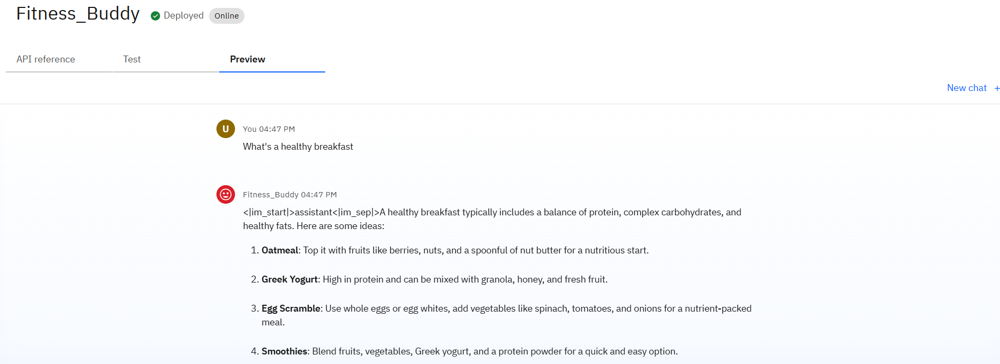 Fitness_Buddy Deployed Online
API reference Test Preview
New chat +
U You 04:47 PM
What's a healthy breakfast
Fitness_Buddy 04:47 PM
<|im_start|>assistant<|im_sep|>A healthy breakfast typically includes a balance of protein, complex carbohydrates, and
healthy fats. Here are some ideas:
1. Oatmeal: Top it with fruits like berries, nuts, and a spoonful of nut butter for a nutritious start.
2. Greek Yogurt: High in protein and can be mixed with granola, honey, and fresh fruit.
3. Egg Scramble: Use whole eggs or egg whites, add vegetables like spinach, tomatoes, and onions for a nutrient-packed
meal.
4. Smoothies: Blend fruits, vegetables, Greek yogurt, and a protein powder for a quick and easy option.